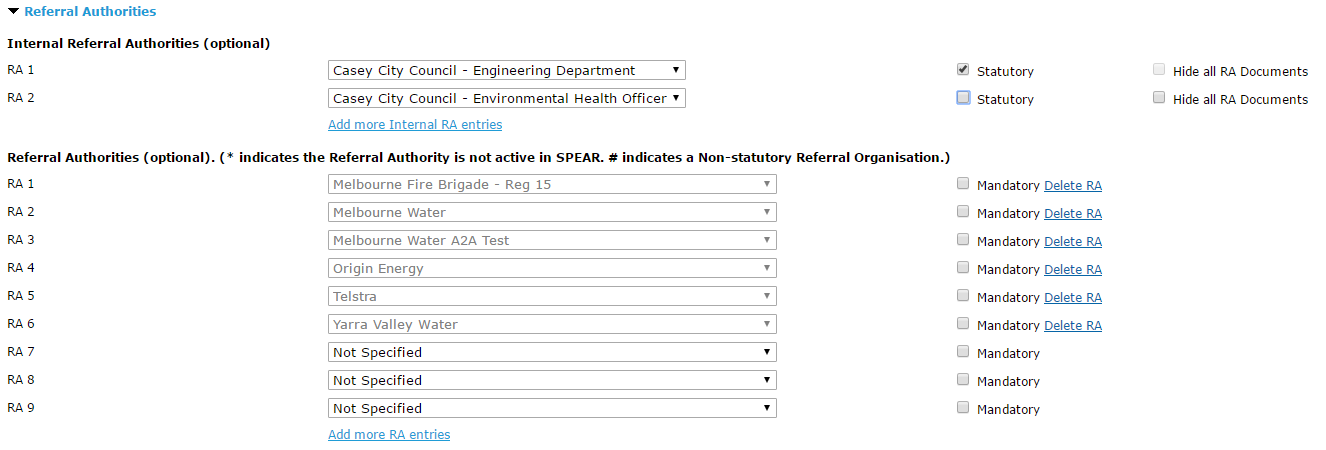 Referral Authorities
Internal Referral Authorities (optional)
RA 1 Casey City Council - Engineering Department Statutory Hide all RA Documents
RA 2 Casey City Council - Environmental Health Officer Statutory Hide all RA Documents
Add more Internal RA entries
Referral Authorities (optional). (* indicates the Referral Authority is not active in SPEAR. # indicates a Non-statutory Referral Organisation.)
RA 1 Melbourne Fire Brigade - Reg 15 Mandatory Delete RA
RA 2 Melbourne Water Mandatory Delete RA
RA 3 Melbourne Water A2A Test Mandatory Delete RA
RA 4 Origin Energy Mandatory Delete RA
RA 5 Telstra Mandatory Delete RA
RA 6 Yarra Valley Water Mandatory Delete RA
RA 7 Not Specified Mandatory
RA 8 Not Specified Mandatory
RA 9 Not Specified Mandatory
Add more RA entries